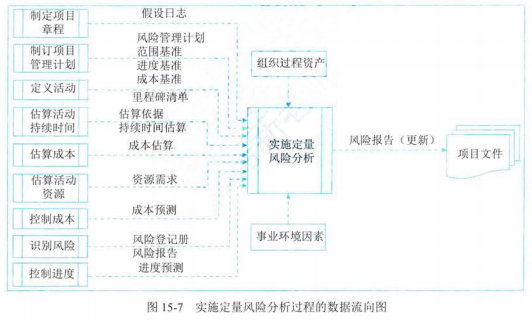 制定项目
章程
假设日志
制订项目
管理计划
风险管理计划
范围基准
进度基准
成本基准
定义活动
里程碑清单
估算活动
持续时间
估算依据
持续时间估算
估算成本
成本估算
估算活动
资源
资源需求
控制成本
成本预测
识别风险
风险登记册
风险报告
控制进度
进度预测
组织过程资产
实施定量
风险分析
事业环境因素
风险报告（更新）
项目文件
图 15-7 实施定量风险分析过程的数据流向图